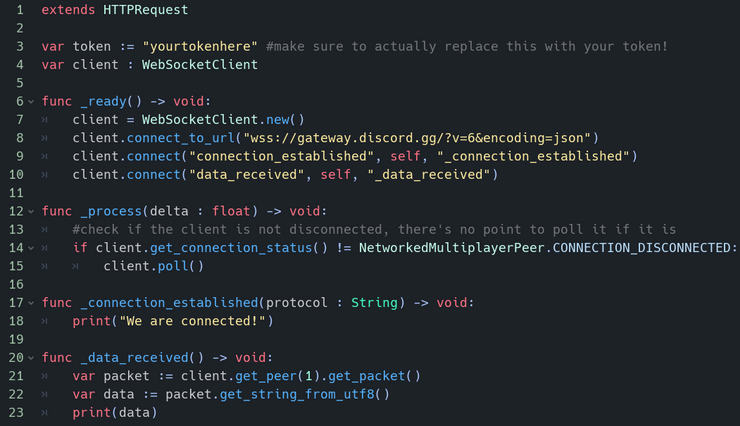 1 extends HTTPRequest
2
3 var token := "yourtokenhere" #make sure to actually replace this with your token!
4 var client : WebSocketClient
5
6 func _ready() -> void:
7 client = WebSocketClient.new()
8 client.connect_to_url("wss://gateway.discord.gg/?v=6&encoding=json")
9 client.connect("connection_established", self, "_connection_established")
10 client.connect("data_received", self, "_data_received")
11
12 func _process(delta : float) -> void:
13 #check if the client is not disconnected, there's no point to poll it if it is
14 if client.get_connection_status() != NetworkedMultiplayerPeer.CONNECTION_DISCONNECTED:
15 client.poll()
16
17 func _connection_established(protocol : String) -> void:
18 print("We are connected!")
19
20 func _data_received() -> void:
21 var packet := client.get_peer(1).get_packet()
22 var data := packet.get_string_from_utf8()
23 print(data)